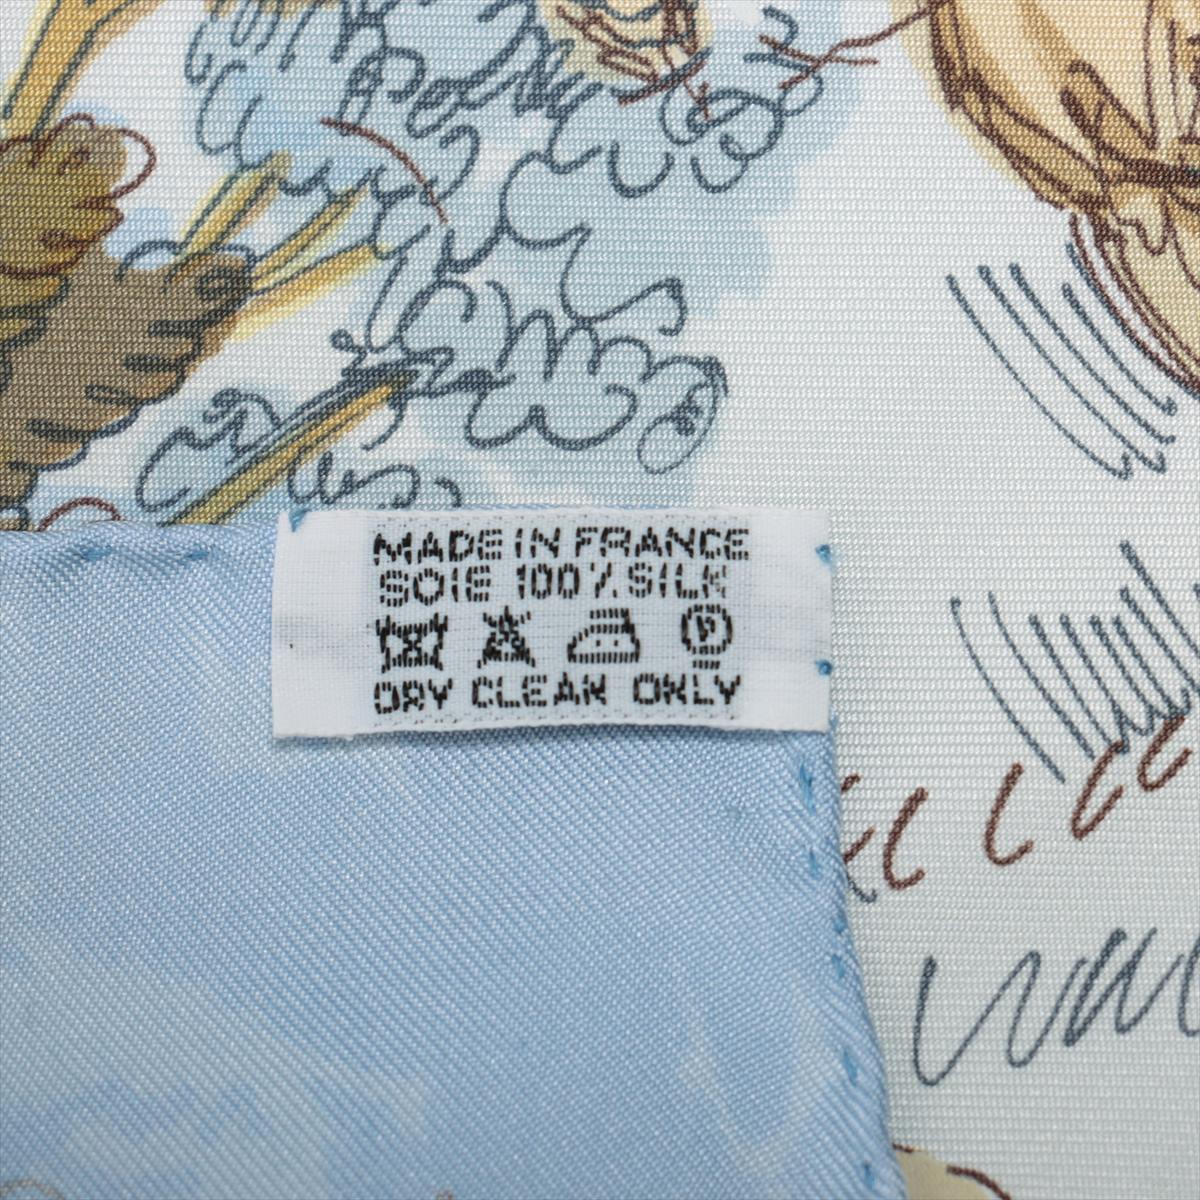 MADE IN FRANCE
SOIE 100% SILK
P
DRY CLEAN ONLY